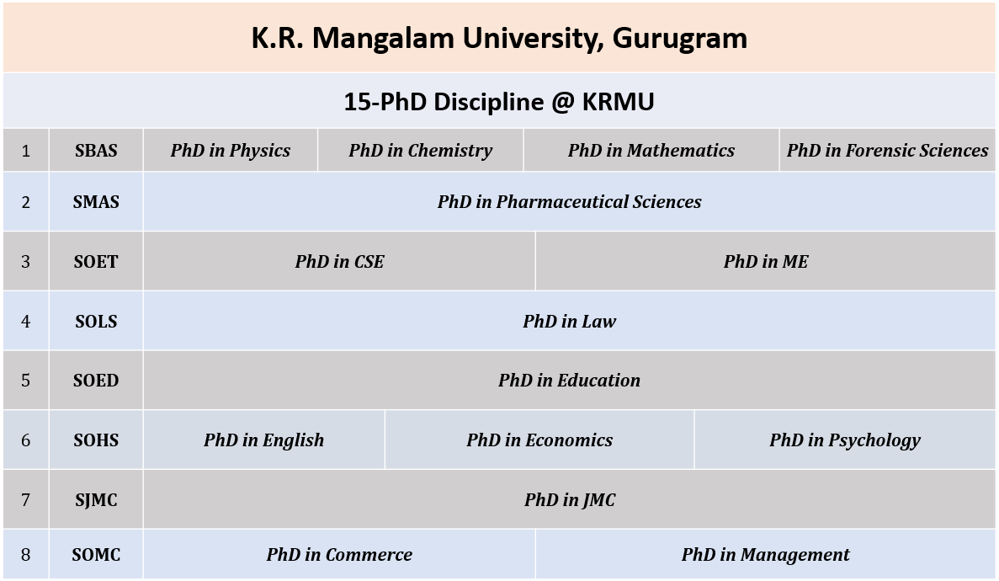 K.R. Mangalam University, Gurugram
15-PhD Discipline @ KRMU
1 SBAS PhD in Physics PhD in Chemistry PhD in Mathematics PhD in Forensic Sciences
2 SMAS PhD in Pharmaceutical Sciences
3 SOET PhD in CSE PhD in ME
4 SOLS PhD in Law
5 SOED PhD in Education
6 SOHS PhD in English PhD in Economics PhD in Psychology
7 SJMC PhD in JMC
8 SOMC PhD in Commerce PhD in Management